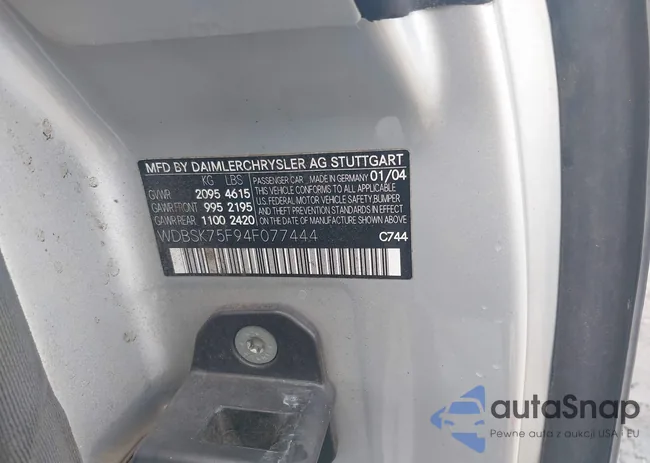 MFD BY DAIMLERCHRYSLER AG STUTTGART
KG LBS PASSENGER CAR MADE IN GERMANY 01/04
GVWR 2095 4615 THIS VEHICLE CONFORMS TO ALL APPLICABLE
GAWR FRONT 995 2195 U.S. FEDERAL MOTOR VEHICLE SAFETY, BUMPER
GAWR REAR 1100 2420 AND THEFT PREVENTION STANDARDS IN EFFECT
ON THE DATE OF MANUFACTURE SHOWN ABOVE
WDBSK75F94F077444 C744
autoSnap
Pewne auta z aukcji USA - EU